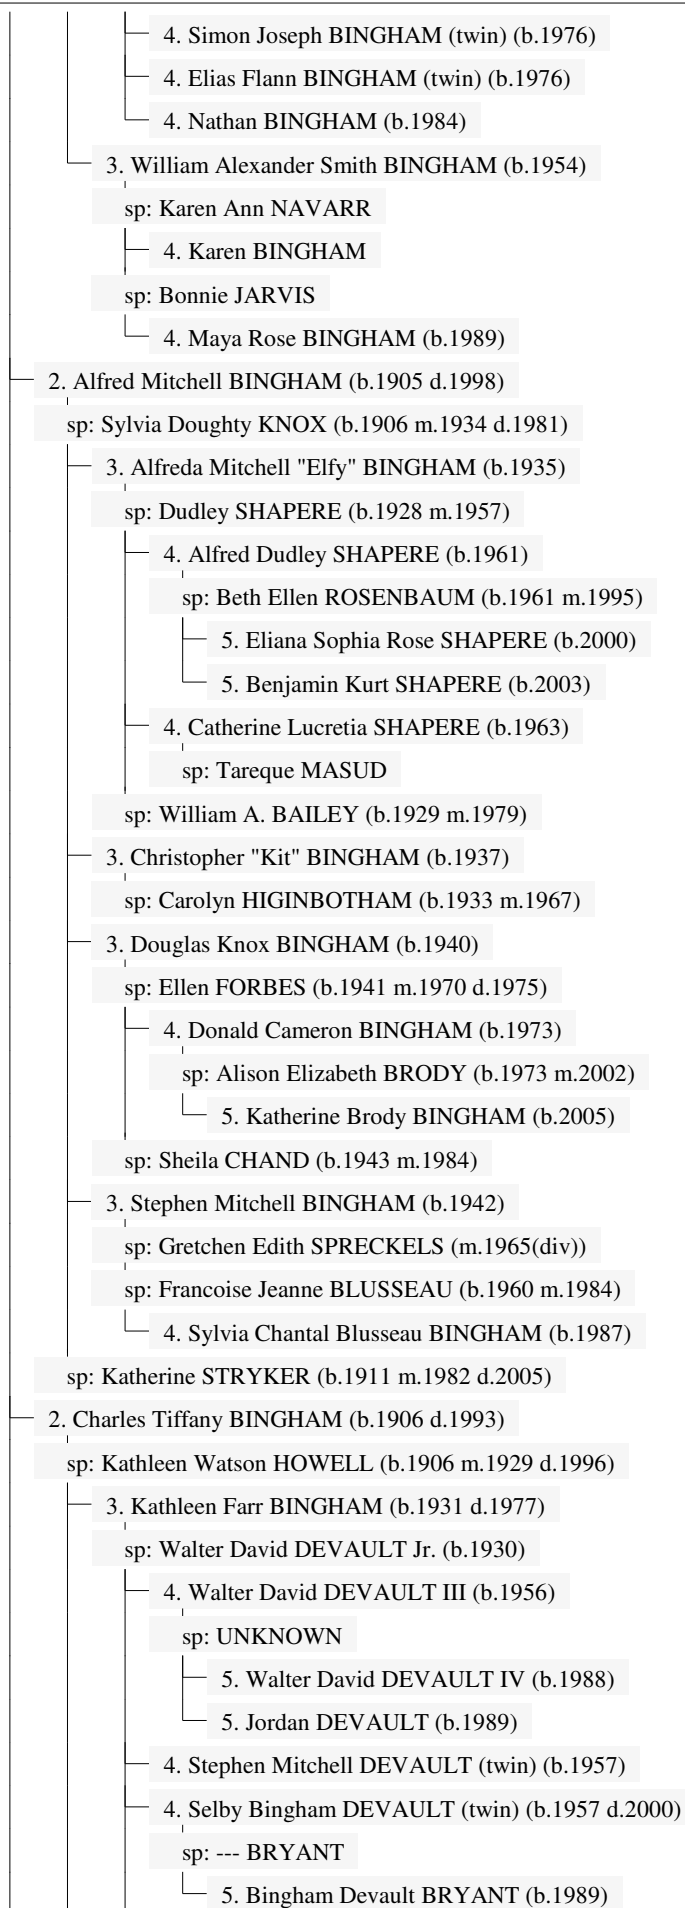 4. Simon Joseph BINGHAM (twin) (b.1976)
4. Elias Flann BINGHAM (twin) (b.1976)
4. Nathan BINGHAM (b.1984)
3. William Alexander Smith BINGHAM (b.1954)
sp: Karen Ann NAVARR
4. Karen BINGHAM
sp: Bonnie JARVIS
4. Maya Rose BINGHAM (b.1989)
2. Alfred Mitchell BINGHAM (b.1905 d.1998)
sp: Sylvia Doughty KNOX (b.1906 m.1934 d.1981)
3. Alfreda Mitchell "Elfy" BINGHAM (b.1935)
sp: Dudley SHAPERE (b.1928 m.1957)
4. Alfred Dudley SHAPERE (b.1961)
sp: Beth Ellen ROSENBAUM (b.1961 m.1995)
5. Eliana Sophia Rose SHAPERE (b.2000)
5. Benjamin Kurt SHAPERE (b.2003)
4. Catherine Lucretia SHAPERE (b.1963)
sp: Tareque MASUD
sp: William A. BAILEY (b.1929 m.1979)
3. Christopher "Kit" BINGHAM (b.1937)
sp: Carolyn HIGINBOTHAM (b.1933 m.1967)
3. Douglas Knox BINGHAM (b.1940)
sp: Ellen FORBES (b.1941 m.1970 d.1975)
4. Donald Cameron BINGHAM (b.1973)
sp: Alison Elizabeth BRODY (b.1973 m.2002)
5. Katherine Brody BINGHAM (b.2005)
sp: Sheila CHAND (b.1943 m.1984)
3. Stephen Mitchell BINGHAM (b.1942)
sp: Gretchen Edith SPRECKELS (m.1965(div))
sp: Francoise Jeanne BLUSSEAU (b.1960 m.1984)
4. Sylvia Chantal Blusseau BINGHAM (b.1987)
sp: Katherine STRYKER (b.1911 m.1982 d.2005)
2. Charles Tiffany BINGHAM (b.1906 d.1993)
sp: Kathleen Watson HOWELL (b.1906 m.1929 d.1996)
3. Kathleen Farr BINGHAM (b.1931 d.1977)
sp: Walter David DEVAULT Jr. (b.1930)
4. Walter David DEVAULT III (b.1956)
sp: UNKNOWN
5. Walter David DEVAULT IV (b.1988)
5. Jordan DEVAULT (b.1989)
4. Stephen Mitchell DEVAULT (twin) (b.1957)
4. Selby Bingham DEVAULT (twin) (b.1957 d.2000)
sp: --- BRYANT
5. Bingham Devault BRYANT (b.1989)